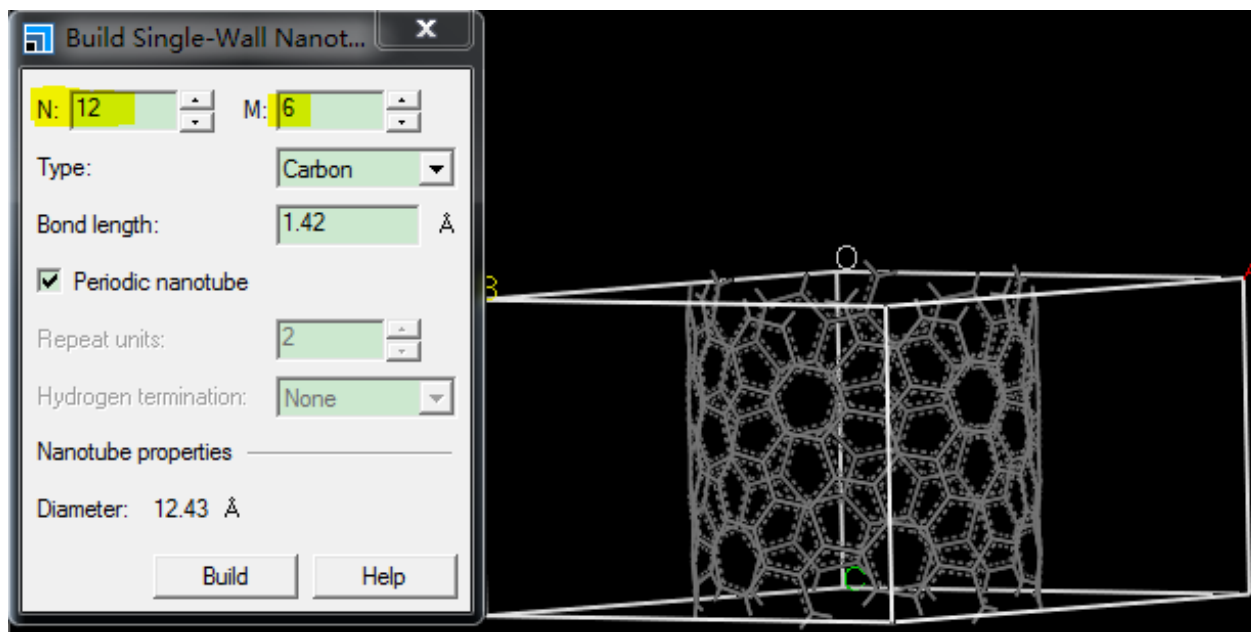 Build Single-Wall Nanot... x
N: 12 M: 6
Type: Carbon
Bond length: 1.42 Å
Periodic nanotube
Repeat units: 2
Hydrogen termination: None
Nanotube properties
Diameter: 12.43 Å
Build Help
O
A
B
C